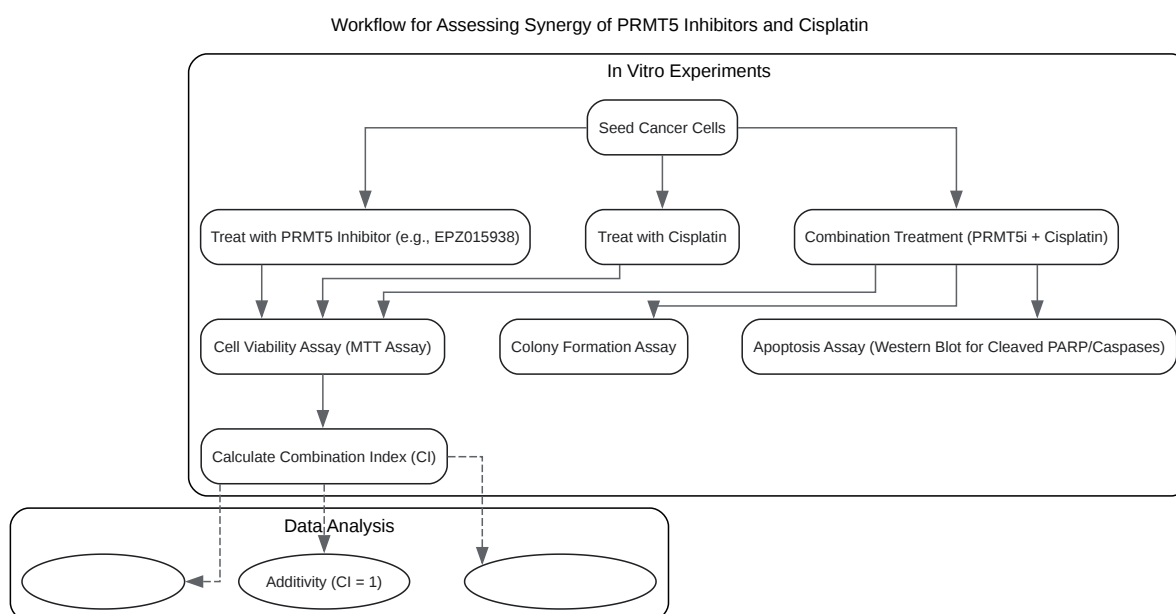 Workflow for Assessing Synergy of PRMT5 Inhibitors and Cisplatin
In Vitro Experiments
Seed Cancer Cells
Treat with PRMT5 Inhibitor (e.g., EPZ015938)
Treat with Cisplatin
Combination Treatment (PRMT5i + Cisplatin)
Cell Viability Assay (MTT Assay)
Colony Formation Assay
Apoptosis Assay (Western Blot for Cleaved PARP/Caspases)
Calculate Combination Index (CI)
Data Analysis
Additivity (CI = 1)